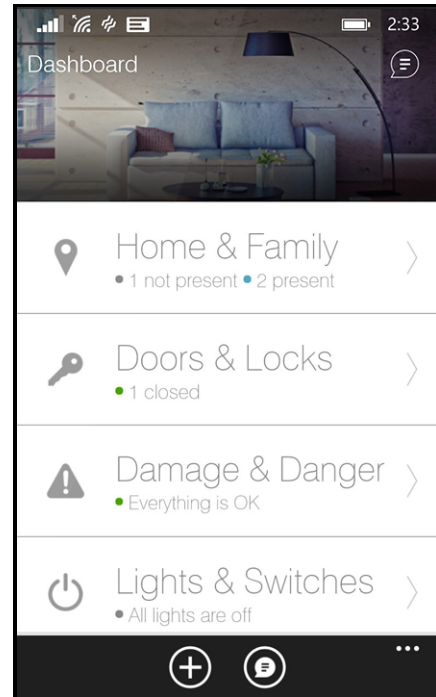 2:33
Dashboard
Home & Family
1 not present 2 present
Doors & Locks
1 closed
Damage & Danger
Everything is OK
Lights & Switches
All lights are off